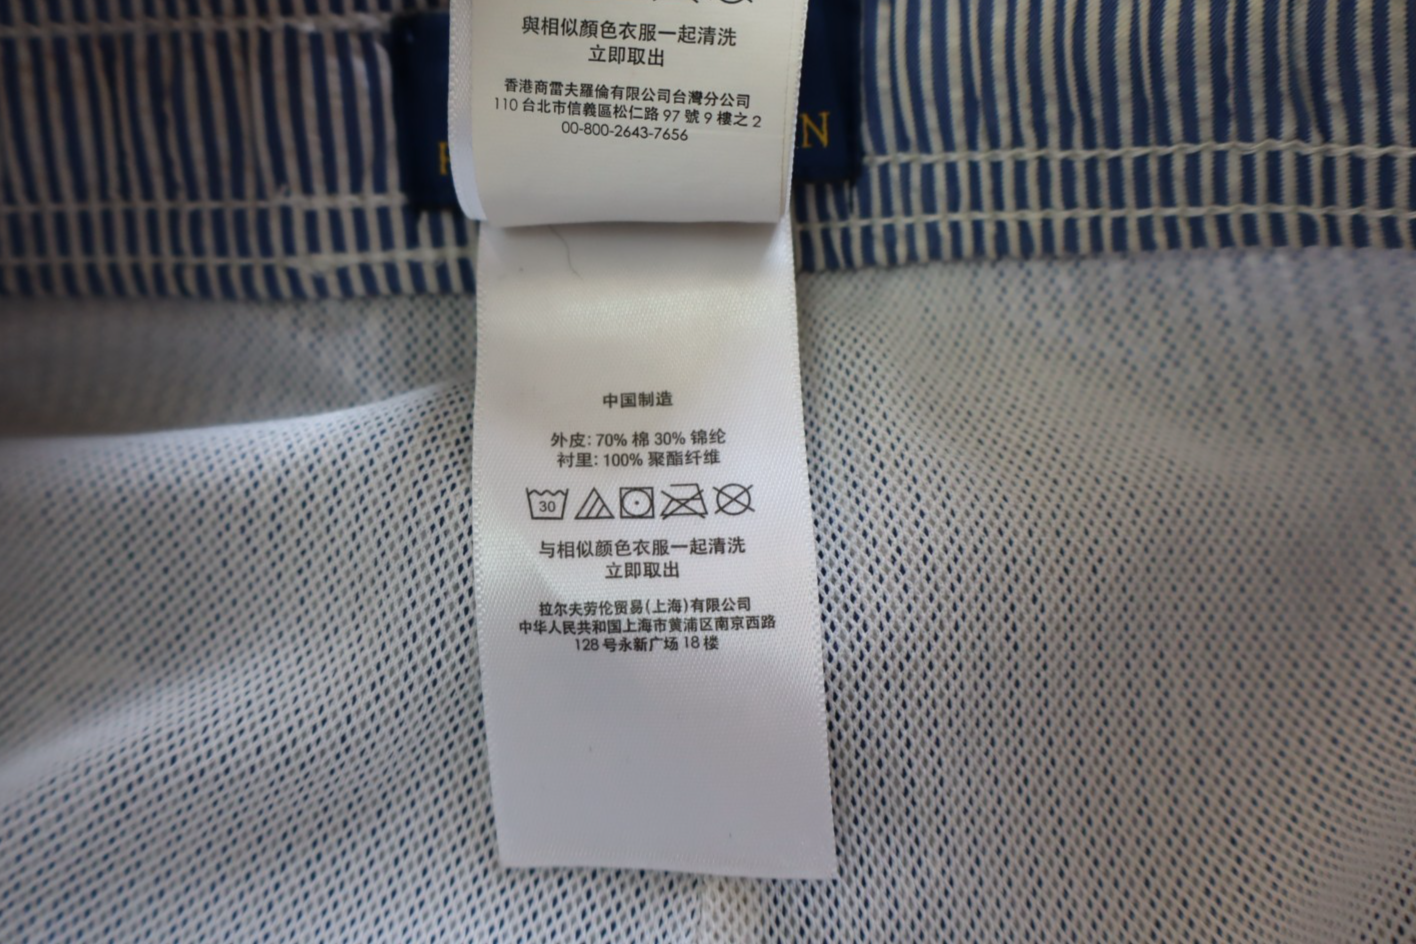 與相似顏色衣服一起清洗
立即取出
香港商雷夫羅倫有限公司台灣分公司
110 台北市信義區松仁路 97 號 9 樓之 2
00-800-2643-7656
N
中国制造
外皮: 70% 棉 30% 锦纶
衬里: 100% 聚酯纤维
30
与相似颜色衣服一起清洗
立即取出
拉尔夫劳伦贸易(上海)有限公司
中华人民共和国上海市黄浦区南京西路
128 号永新广场 18 楼